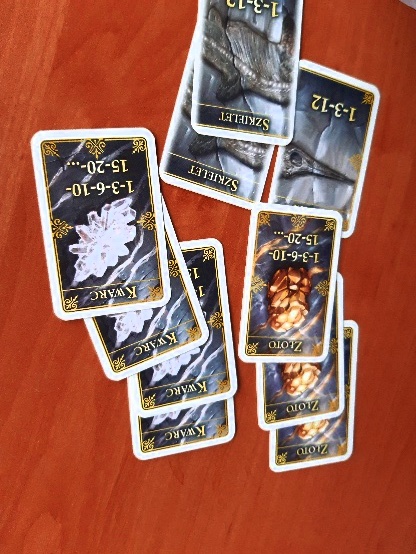 1-3-12
SZKIELET
SZKIELET
1-3-12
1-3-6-10-
15-20-...
KWARC
KWARC
KWARC
KWARC
1-3-6-10-
15-20-...
ZŁOTO
ZŁOTO
ZŁOTO